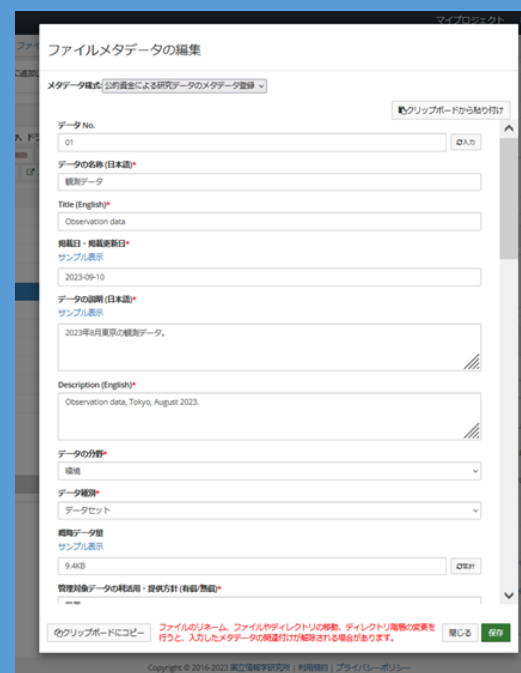 マイプロジェクト
ファイルメタデータの編集
メタデータ様式: 公的資金による研究データのメタデータ登録
クリップボードから貼り付け
データ No.
01
入力
データの名称 (日本語)*
観測データ
Title (English)*
Observation data
掲載日・掲載更新日*
サンプル表示
2023-09-10
データの説明 (日本語)*
サンプル表示
2023年8月東京の観測データ。
Description (English)*
Observation data, Tokyo, August 2023.
データの分野*
環境
データ種別*
データセット
概略データ量
サンプル表示
9.4KB
集計
管理対象データの利活用・提供方針 (有償/無償)*
クリップボードにコピー
ファイルのリネーム、ファイルやディレクトリの移動、ディレクトリ階層の変更を
行うと、入力したメタデータの関連付けが解除される場合があります。
閉じる
保存
Copyright © 2016-2023 国立情報学研究所 | 利用規約 | プライバシーポリシー